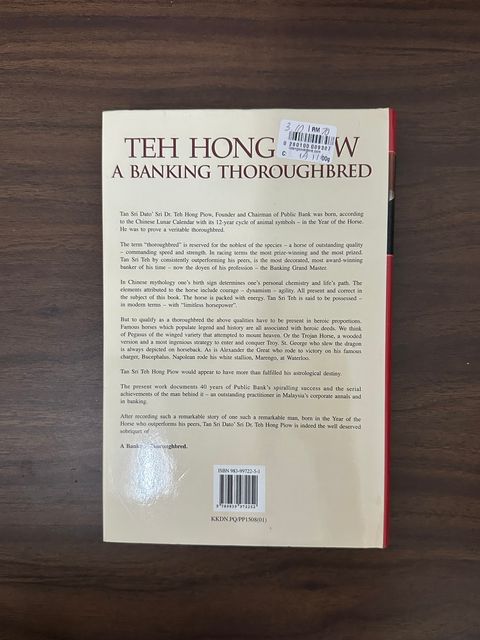 TEH HONG OW
A BANKING THOROUGHBRED
Tan Sri Dato' Sri Dr. Teh Hong Piow, Founder and Chairman of Public Bank was born, according
to the Chinese Lunar Calendar with its 12-year cycle of animal symbols – in the Year of the Horse.
He was to prove a veritable thoroughbred.
The term "thoroughbred" is reserved for the noblest of the species – a horse of outstanding quality
– commanding speed and strength. In racing terms the most prize-winning and the most prized.
Tan Sri Teh by consistently outperforming his peers, is the most decorated, most award-winning
banker of his time – now the doyen of his profession – the Banking Grand Master.
In Chinese mythology one's birth sign determines one's personal chemistry and life's path. The
elements attributed to the horse include courage – dynamism – agility. All present and correct in
the subject of this book. The horse is packed with energy. Tan Sri Teh is said to be possessed –
in modern terms – with "limitless horsepower".
But to qualify as a thoroughbred the above qualities have to be present in heroic proportions.
Famous horses which populate legend and history are all associated with heroic deeds. We think
of Pegasus of the winged variety that attempted to mount heaven. Or the Trojan Horse, a wooded
version and a most ingenious strategy to enter and conquer Troy. St. George who slew the dragon
is always depicted on horseback. As is Alexander the Great who rode to victory on his famous
charger, Bucephalus. Napolean rode his white stallion, Marengo, at Waterloo.
Tan Sri Teh Hong Piow would appear to have more than fulfilled his astrological destiny.
The present work documents 40 years of Public Bank's spiralling success and the serial
achievements of the man behind it – an outstanding practitioner in Malaysia's corporate annals and
in banking.
After recording such a remarkable story of one such a remarkable man, born in the Year of the
Horse who outperforms his peers, Tan Sri Dato' Sri Dr. Teh Hong Piow is indeed the well deserved
sobriquet of
A Banking Thoroughbred.
ISBN 983-99722-5-1
KKDN.PQ/PP1508(01)